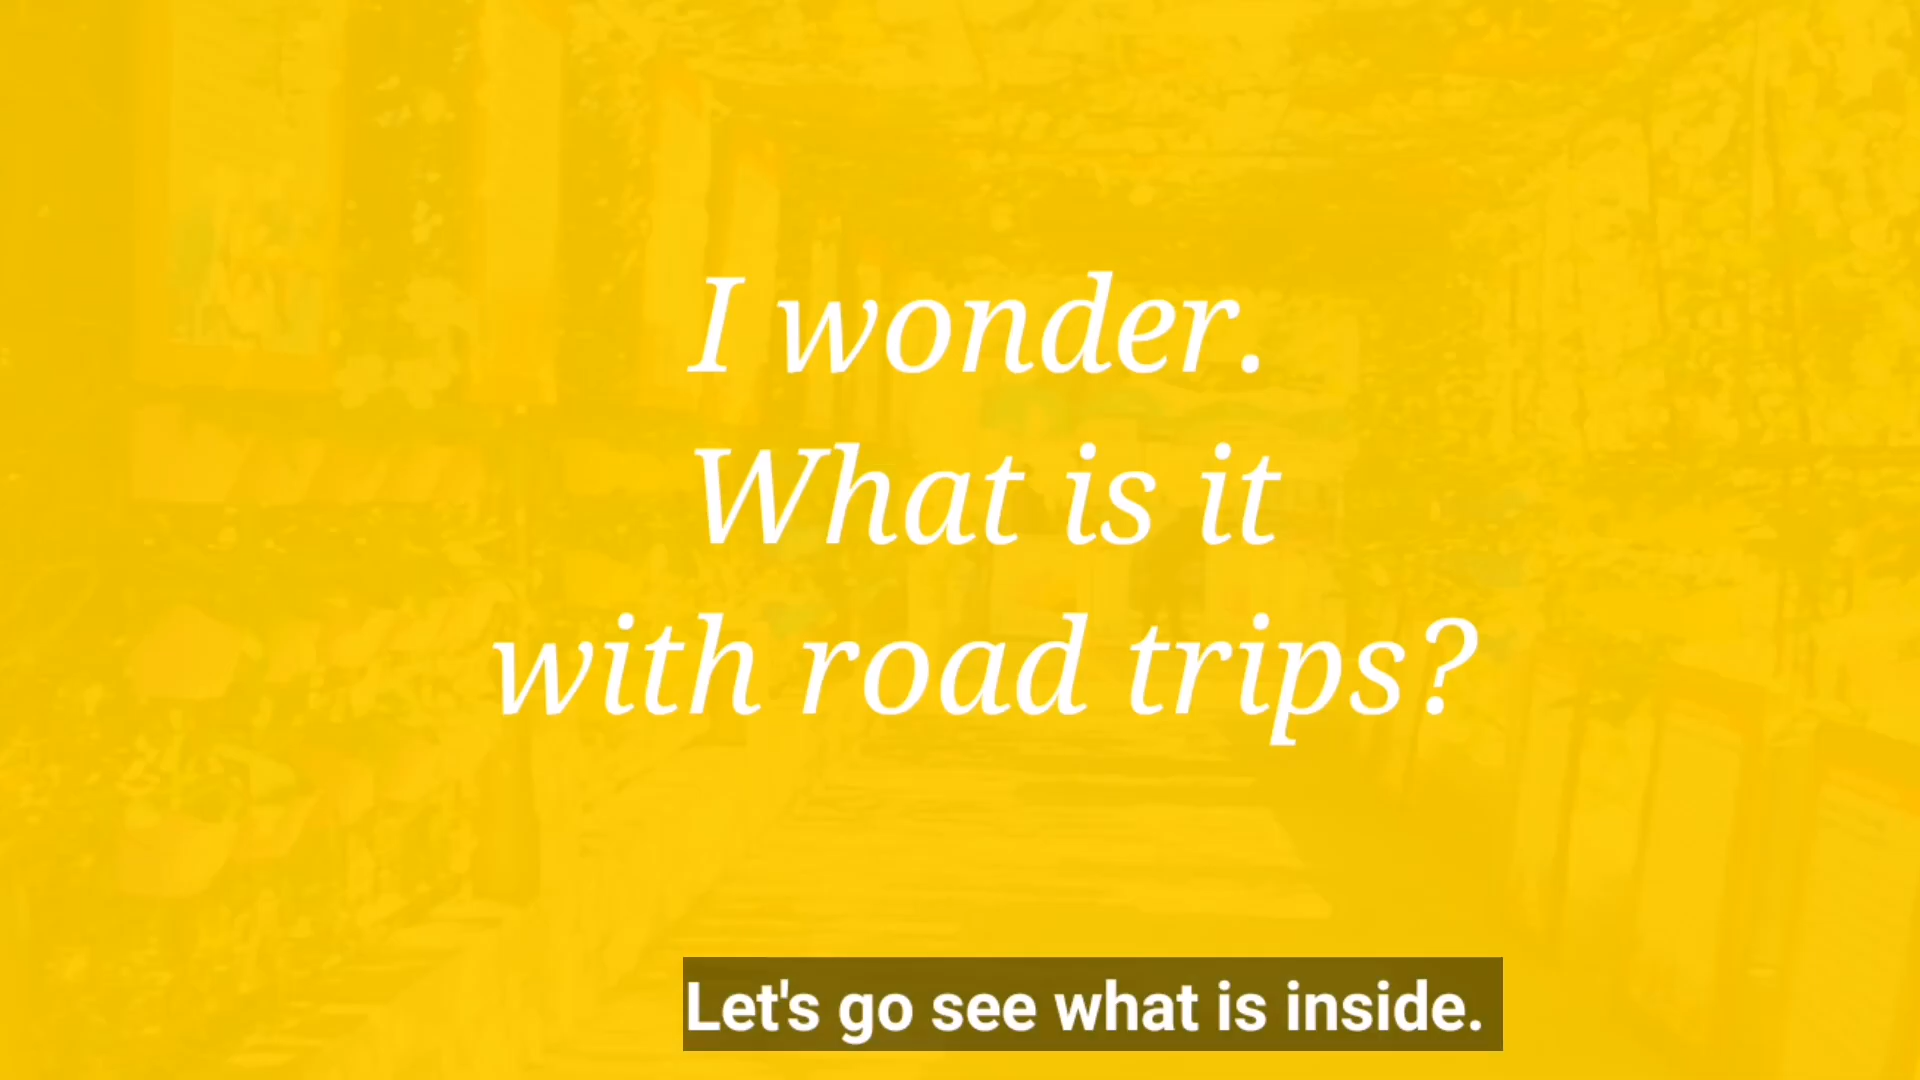 I wonder.
What is it
with road trips?
Let's go see what is inside.